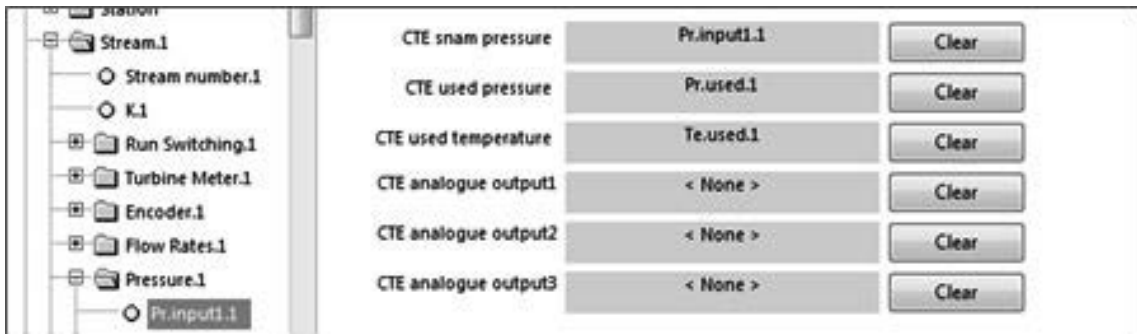 Station
Stream.1
Stream number.1
K.1
Run Switching.1
Turbine Meter.1
Encoder.1
Flow Rates.1
Pressure.1
Pr.input1.1
CTE snam pressure Pr.input1.1 Clear
CTE used pressure Pr.used.1 Clear
CTE used temperature Te.used.1 Clear
CTE analogue output1 < None > Clear
CTE analogue output2 < None > Clear
CTE analogue output3 < None > Clear